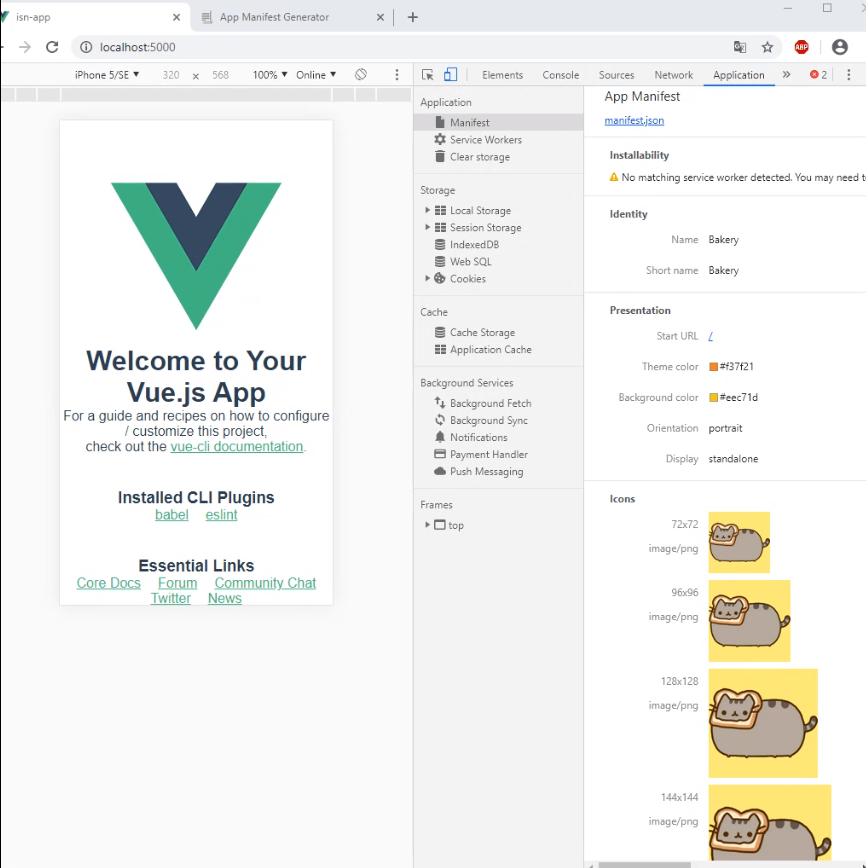 isn-app
App Manifest Generator
localhost:5000
ABP
iPhone 5/SE ▼ 320 x 568 100% ▼ Online ▼
Elements Console Sources Network Application » 2
Welcome to Your
Vue.js App
For a guide and recipes on how to configure
/ customize this project,
check out the vue-cli documentation.
Installed CLI Plugins
babel eslint
Essential Links
Core Docs Forum Community Chat
Twitter News
Application
Manifest
Service Workers
Clear storage
Storage
Local Storage
Session Storage
IndexedDB
Web SQL
Cookies
Cache
Cache Storage
Application Cache
Background Services
Background Fetch
Background Sync
Notifications
Payment Handler
Push Messaging
Frames
top
App Manifest
manifest.json
Installability
No matching service worker detected. You may need t
Identity
Name Bakery
Short name Bakery
Presentation
Start URL /
Theme color #f37f21
Background color #eec71d
Orientation portrait
Display standalone
Icons
72x72
image/png
96x96
image/png
128x128
image/png
144x144
image/png